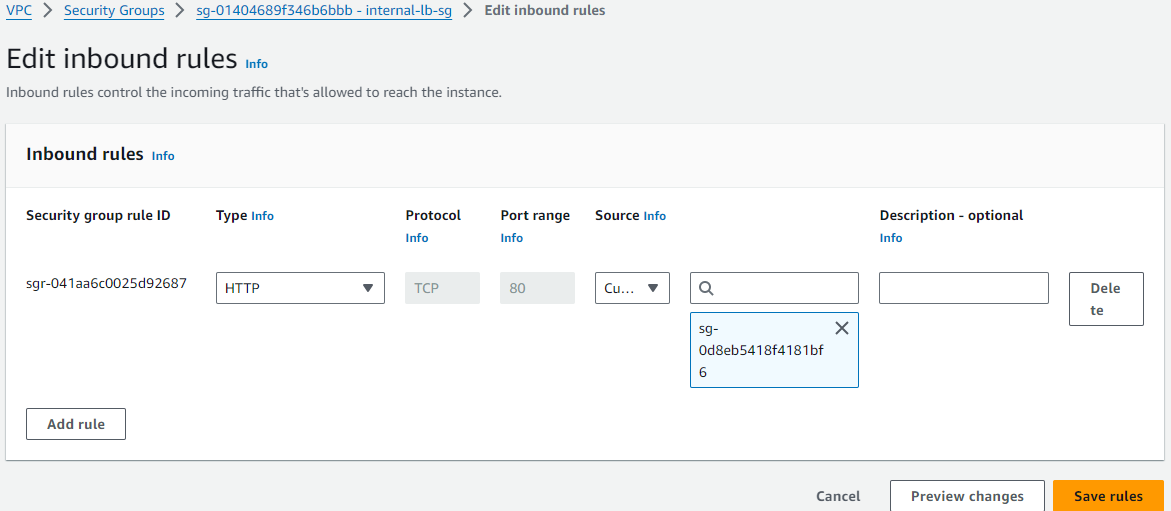 VPC > Security Groups > sg-01404689f346b6bbb - internal-lb-sg > Edit inbound rules
Edit inbound rules Info
Inbound rules control the incoming traffic that's allowed to reach the instance.
Inbound rules Info
Security group rule ID
Type Info
Protocol
Info
Port range
Info
Source Info
Description - optional
Info
sgr-041aa6c0025d92687
HTTP
TCP
80
Cu...
sg-
0d8eb5418f4181bf
6
Dele
te
Add rule
Cancel
Preview changes
Save rules